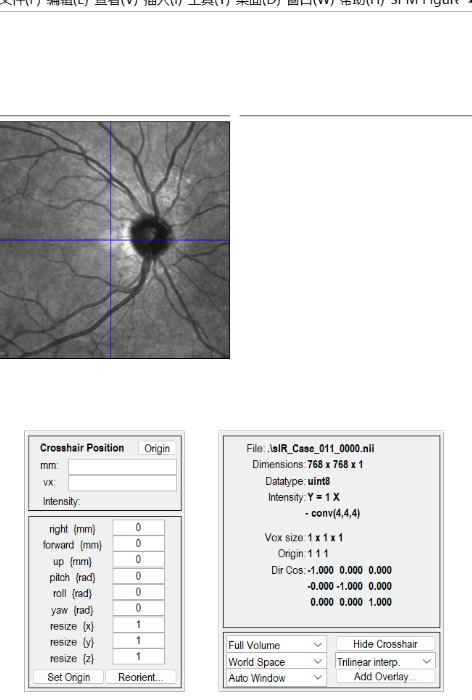 文件(F) 编辑(E) 查看(V) 插入(I) 工具(T) 桌面(D) 窗口(W) 帮助(H) SPM Figure
Crosshair Position Origin
mm:
vx:
Intensity:
right {mm} 0
forward {mm} 0
up {mm} 0
pitch {rad} 0
roll {rad} 0
yaw {rad} 0
resize {x} 1
resize {y} 1
resize {z} 1
Set Origin Reorient...
File: .\sIR_Case_011_0000.nii
Dimensions: 768 x 768 x 1
Datatype: uint8
Intensity: Y = 1 X
- conv(4,4,4)
Vox size: 1 x 1 x 1
Origin: 1 1 1
Dir Cos: -1.000 0.000 0.000
-0.000 -1.000 0.000
0.000 0.000 1.000
Full Volume Hide Crosshair
World Space Trilinear interp.
Auto Window Add Overlay...